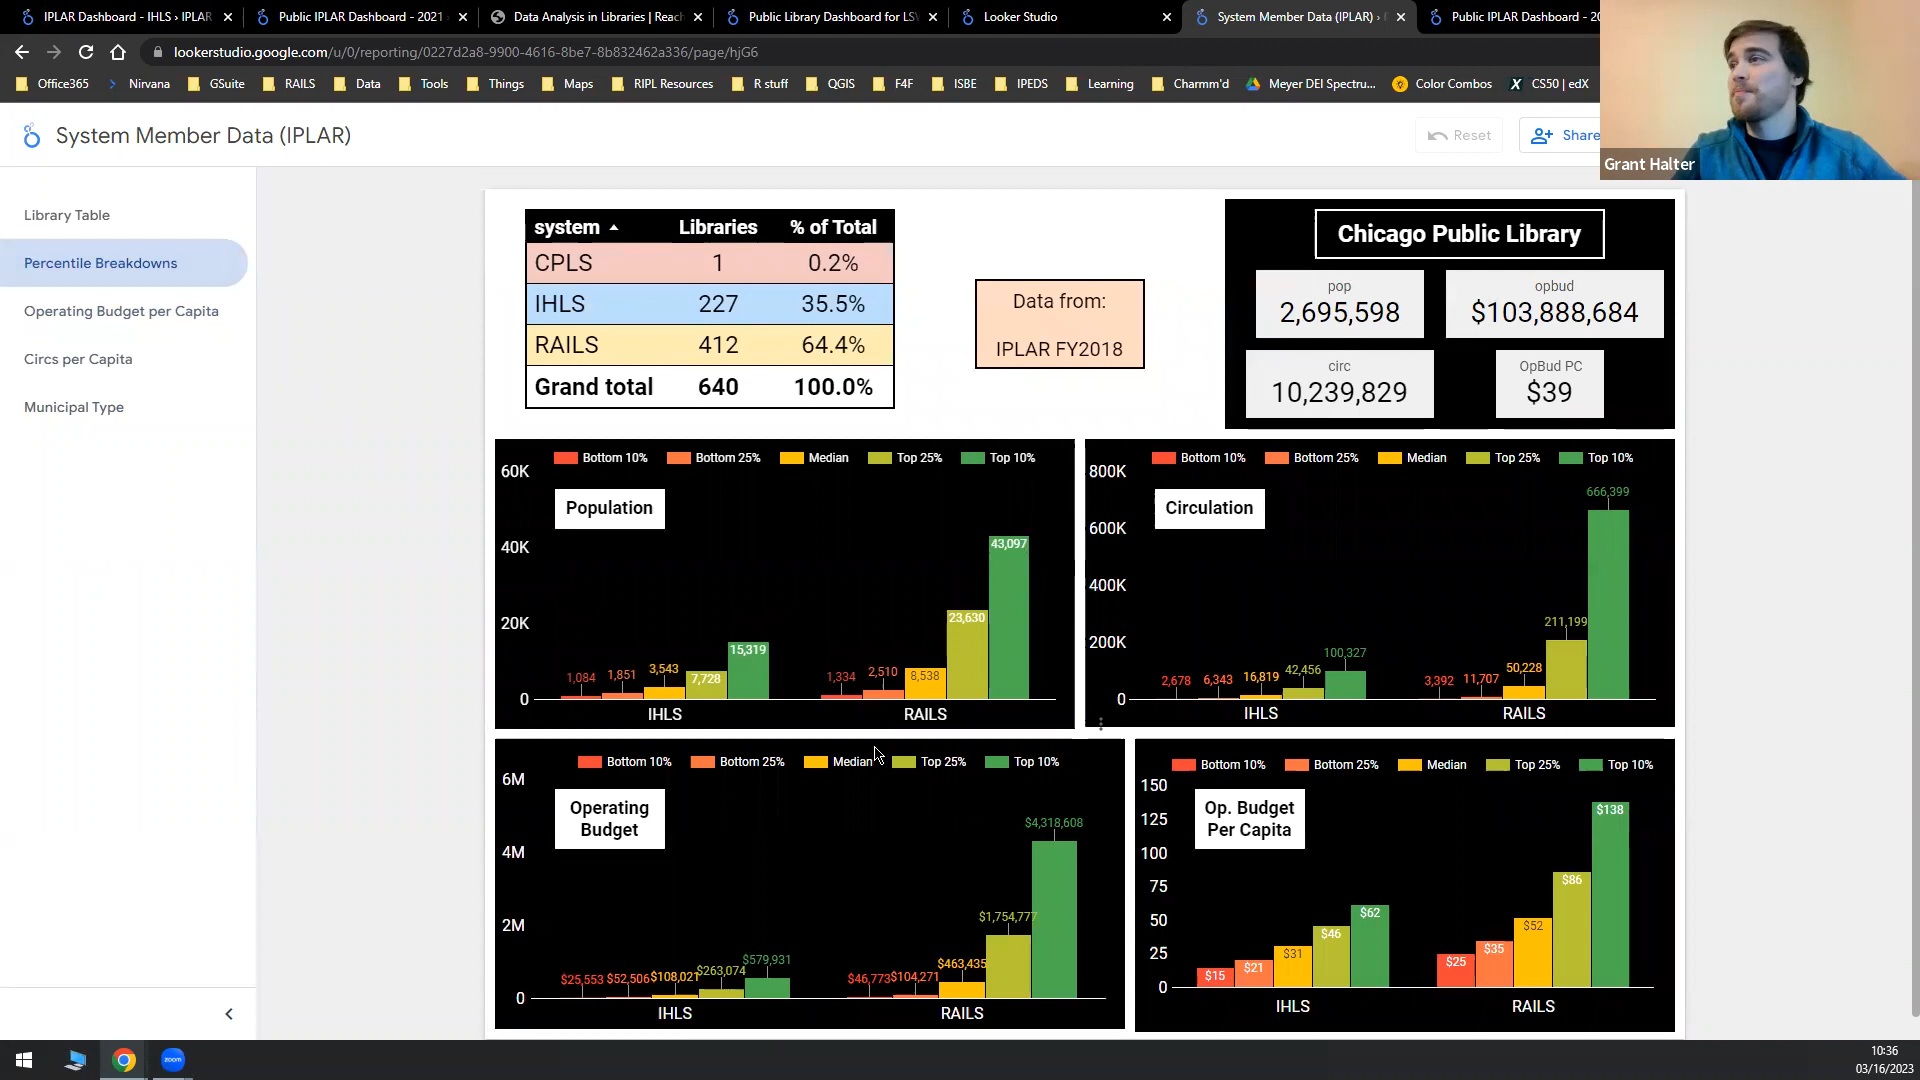 IPLAR Dashboard - IHLS › IPLAR
Public IPLAR Dashboard - 2021
Data Analysis in Libraries | Reach
Public Library Dashboard for LSV
Looker Studio
System Member Data (IPLAR) ›
Public IPLAR Dashboard - 20
lookerstudio.google.com/u/0/reporting/0227d2a8-9900-4616-8be7-8b832462a336/page/hjG6
Office365
Nirvana
GSuite
RAILS
Data
Tools
Things
Maps
RIPL Resources
R stuff
QGIS
F4F
ISBE
IPEDS
Learning
Charmm'd
Meyer DEI Spectru...
Color Combos
CS50 | edX
System Member Data (IPLAR)
Reset
Share
Grant Halter
Library Table
Percentile Breakdowns
Operating Budget per Capita
Circs per Capita
Municipal Type
system Libraries % of Total
CPLS 1 0.2%
IHLS 227 35.5%
RAILS 412 64.4%
Grand total 640 100.0%
Data from:
IPLAR FY2018
Chicago Public Library
pop
2,695,598
opbud
$103,888,684
circ
10,239,829
OpBud PC
$39
Bottom 10% Bottom 25% Median Top 25% Top 10%
Population
60K
40K
20K
0
1,084 1,851 3,543 7,728 15,319
1,334 2,510 8,538 23,630 43,097
IHLS RAILS
Bottom 10% Bottom 25% Median Top 25% Top 10%
Circulation
800K
600K
400K
200K
0
2,678 6,343 16,819 42,456 100,327
3,392 11,707 50,228 211,199 666,399
IHLS RAILS
Bottom 10% Bottom 25% Median Top 25% Top 10%
Operating
Budget
6M
4M
2M
0
$25,553 $52,506 $108,021 $263,074 $579,931
$46,773 $104,271 $463,435 $1,754,777 $4,318,608
IHLS RAILS
Bottom 10% Bottom 25% Median Top 25% Top 10%
Op. Budget
Per Capita
150
125
100
75
50
25
0
$15 $21 $31 $46 $62
$25 $35 $52 $86 $138
IHLS RAILS
zoom
10:36
03/16/2023